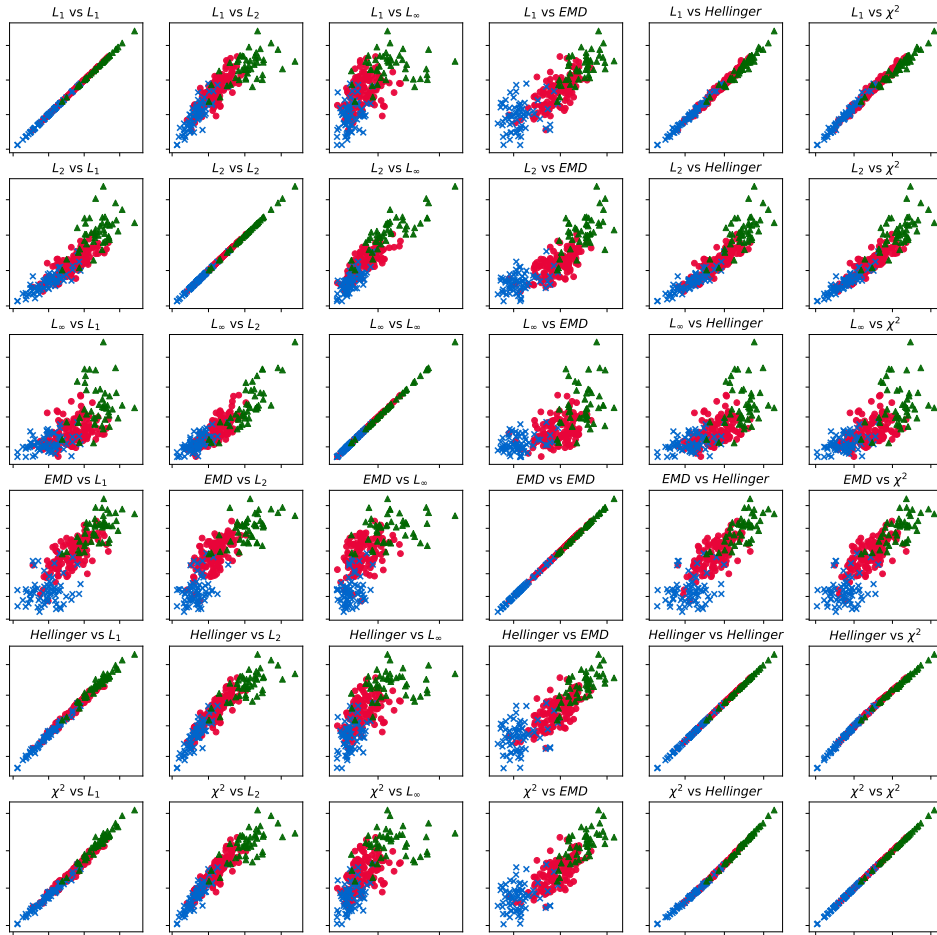 L₁ vs L₁ L₁ vs L₂ L₁ vs L∞ L₁ vs EMD L₁ vs Hellinger L₁ vs χ²
L₂ vs L₁ L₂ vs L₂ L₂ vs L∞ L₂ vs EMD L₂ vs Hellinger L₂ vs χ²
L∞ vs L₁ L∞ vs L₂ L∞ vs L∞ L∞ vs EMD L∞ vs Hellinger L∞ vs χ²
EMD vs L₁ EMD vs L₂ EMD vs L∞ EMD vs EMD EMD vs Hellinger EMD vs χ²
Hellinger vs L₁ Hellinger vs L₂ Hellinger vs L∞ Hellinger vs EMD Hellinger vs Hellinger Hellinger vs χ²
χ² vs L₁ χ² vs L₂ χ² vs L∞ χ² vs EMD χ² vs Hellinger χ² vs χ²